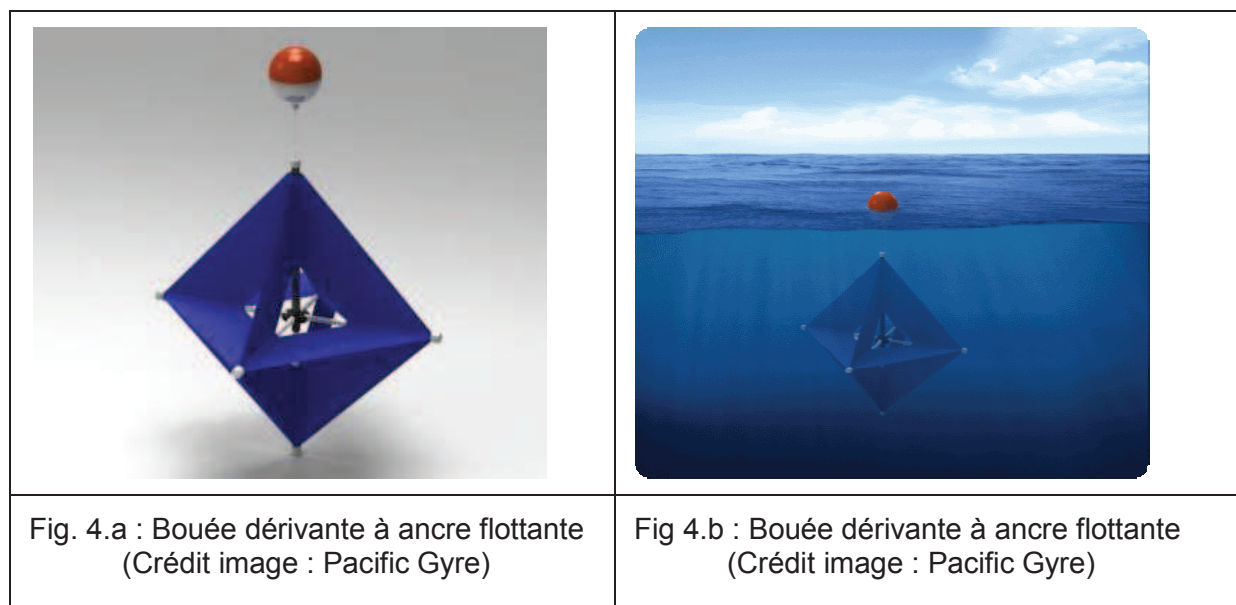 Fig. 4.a : Bouée dérivante à ancre flottante
(Crédit image : Pacific Gyre)
Fig 4.b : Bouée dérivante à ancre flottante
(Crédit image : Pacific Gyre)